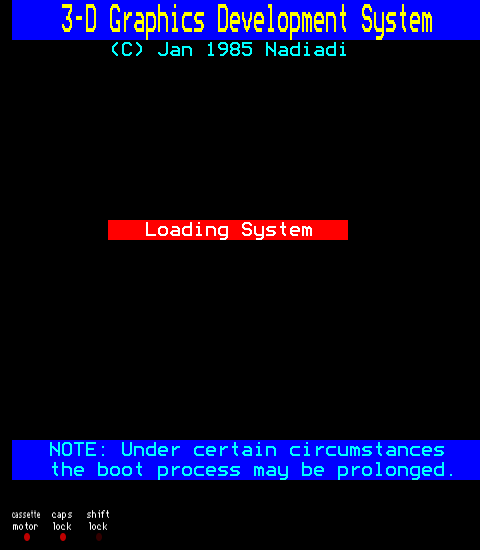 3-D Graphics Development System
(C) Jan 1985 Nadiadi
Loading System
NOTE: Under certain circumstances
the boot process may be prolonged.
cassette caps shift
motor lock lock